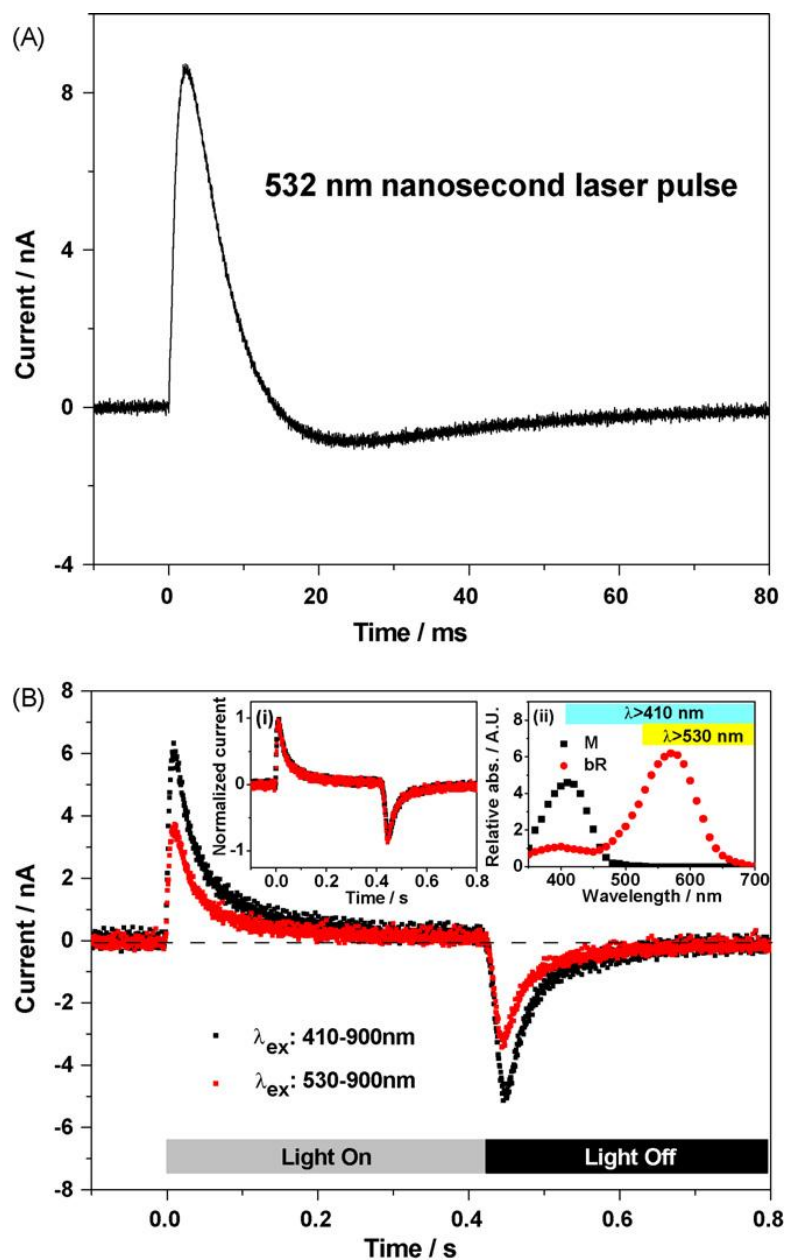 (A)
8
4
0
-4
Current / nA
532 nm nanosecond laser pulse
0 20 40 60 80
Time / ms
(B)
8
6
4
2
0
-2
-4
-6
-8
Current / nA
(i)
Normalized current
1
0
-1
0.0 0.2 0.4 0.6 0.8
Time / s
(ii)
λ>410 nm
λ>530 nm
M
bR
Relative abs. / A.U.
8
6
4
2
0
400 500 600 700
Wavelength / nm
λex: 410-900nm
λex: 530-900nm
Light On Light Off
0.0 0.2 0.4 0.6 0.8
Time / s